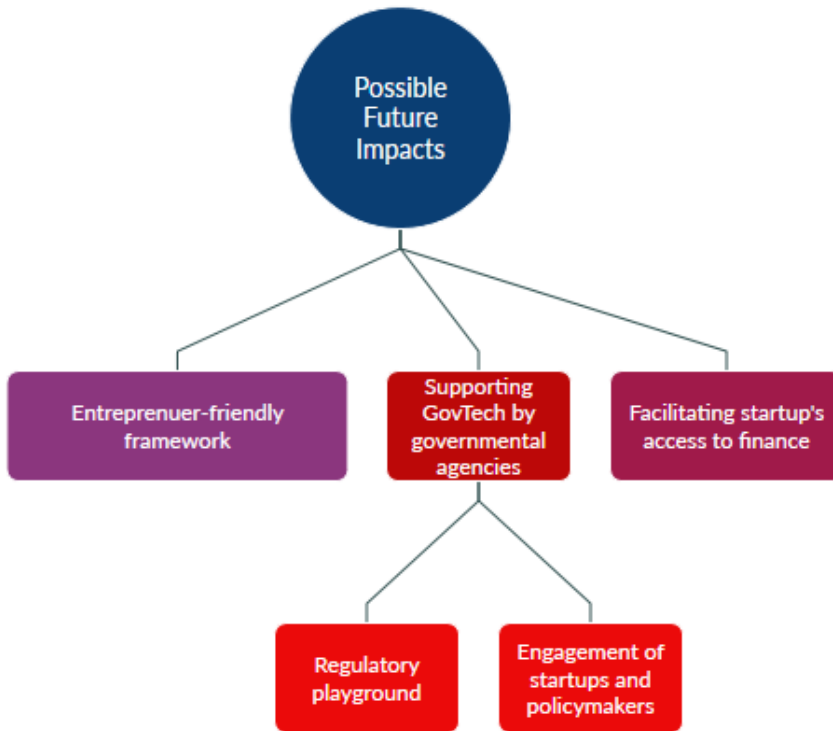 Possible
Future
Impacts
Entreprenuer-friendly
framework
Supporting
GovTech by
governmental
agencies
Facilitating startup's
access to finance
Regulatory
playground
Engagement of
startups and
policymakers